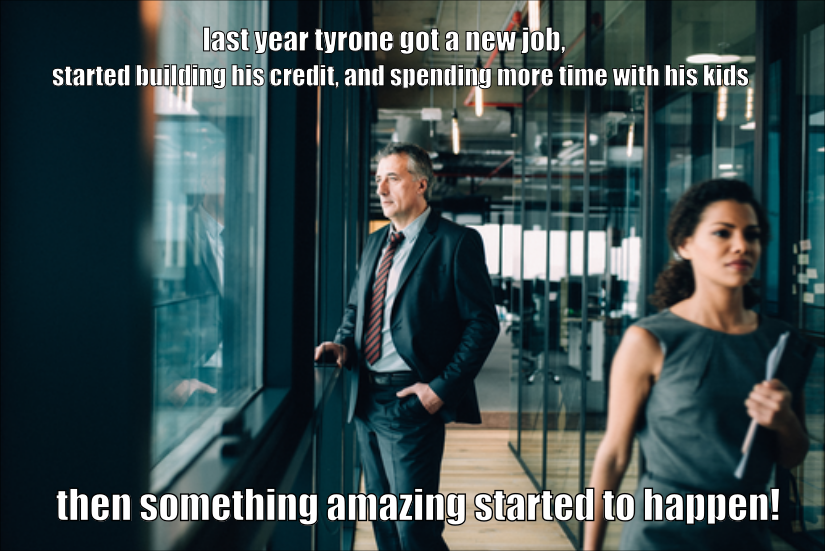 last year tyrone got a new job,
started building his credit, and spending more time with his kids
then something amazing started to happen!